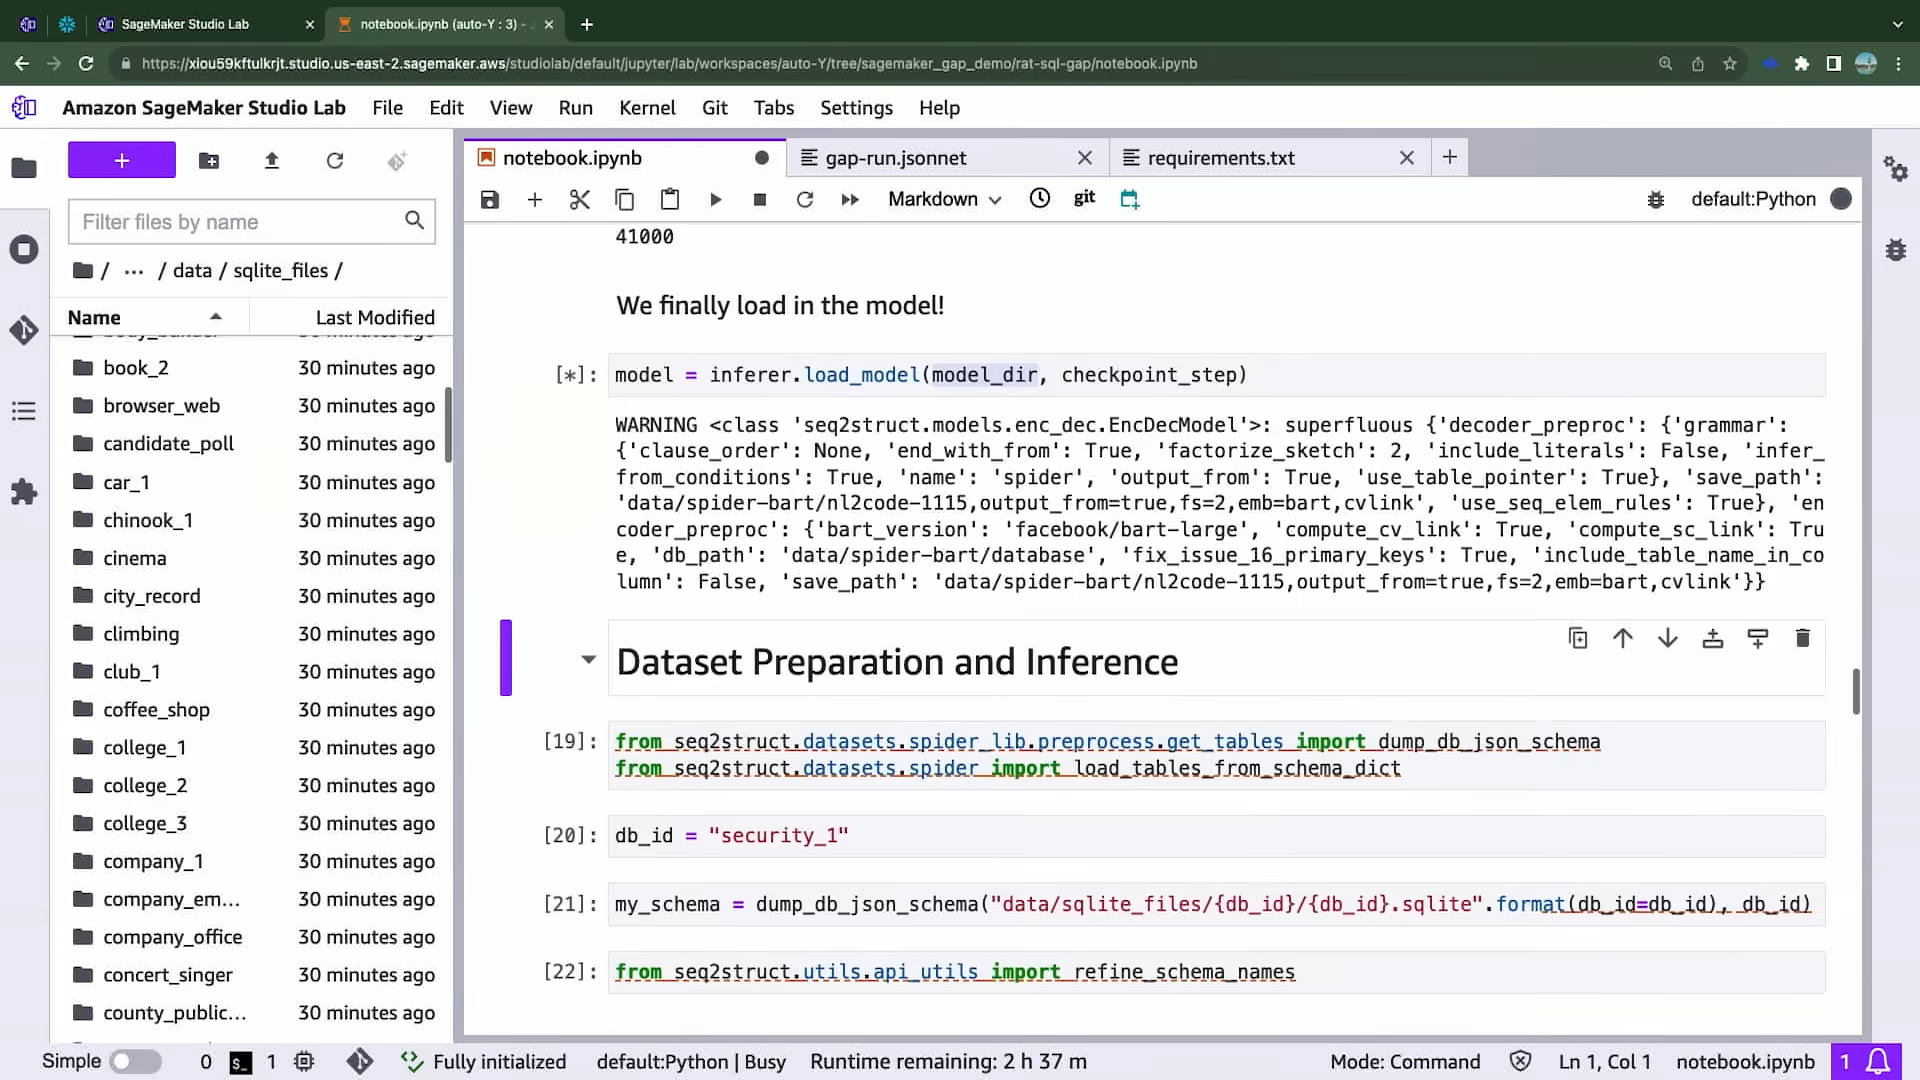 SageMaker Studio Lab
notebook.ipynb (auto-Y : 3) -
https://xiou59kftulkrjt.studio.us-east-2.sagemaker.aws/studiolab/default/jupyter/lab/workspaces/auto-Y/tree/sagemaker_gap_demo/rat-sql-gap/notebook.ipynb
Amazon SageMaker Studio Lab File Edit View Run Kernel Git Tabs Settings Help
notebook.ipynb
gap-run.jsonnet
requirements.txt
Markdown git default:Python
Filter files by name
/ ... / data / sqlite_files /
Name Last Modified
book_2 30 minutes ago
browser_web 30 minutes ago
candidate_poll 30 minutes ago
car_1 30 minutes ago
chinook_1 30 minutes ago
cinema 30 minutes ago
city_record 30 minutes ago
climbing 30 minutes ago
club_1 30 minutes ago
coffee_shop 30 minutes ago
college_1 30 minutes ago
college_2 30 minutes ago
college_3 30 minutes ago
company_1 30 minutes ago
company_em... 30 minutes ago
company_office 30 minutes ago
concert_singer 30 minutes ago
county_public... 30 minutes ago
41000
We finally load in the model!
[*]: model = inferer.load_model(model_dir, checkpoint_step)
WARNING <class 'seq2struct.models.enc_dec.EncDecModel'>: superfluous {'decoder_preproc': {'grammar':
{'clause_order': None, 'end_with_from': True, 'factorize_sketch': 2, 'include_literals': False, 'infer_
from_conditions': True, 'name': 'spider', 'output_from': True, 'use_table_pointer': True}, 'save_path':
'data/spider-bart/nl2code-1115,output_from=true,fs=2,emb=bart,cvlink', 'use_seq_elem_rules': True}, 'en
coder_preproc': {'bart_version': 'facebook/bart-large', 'compute_cv_link': True, 'compute_sc_link': Tru
e, 'db_path': 'data/spider-bart/database', 'fix_issue_16_primary_keys': True, 'include_table_name_in_co
lumn': False, 'save_path': 'data/spider-bart/nl2code-1115,output_from=true,fs=2,emb=bart,cvlink'}}
Dataset Preparation and Inference
[19]: from seq2struct.datasets.spider_lib.preprocess.get_tables import dump_db_json_schema
from seq2struct.datasets.spider import load_tables_from_schema_dict
[20]: db_id = "security_1"
[21]: my_schema = dump_db_json_schema("data/sqlite_files/{db_id}/{db_id}.sqlite".format(db_id=db_id), db_id)
[22]: from seq2struct.utils.api_utils import refine_schema_names
Simple 0 $_ 1 Fully initialized default:Python | Busy Runtime remaining: 2 h 37 m Mode: Command Ln 1, Col 1 notebook.ipynb 1